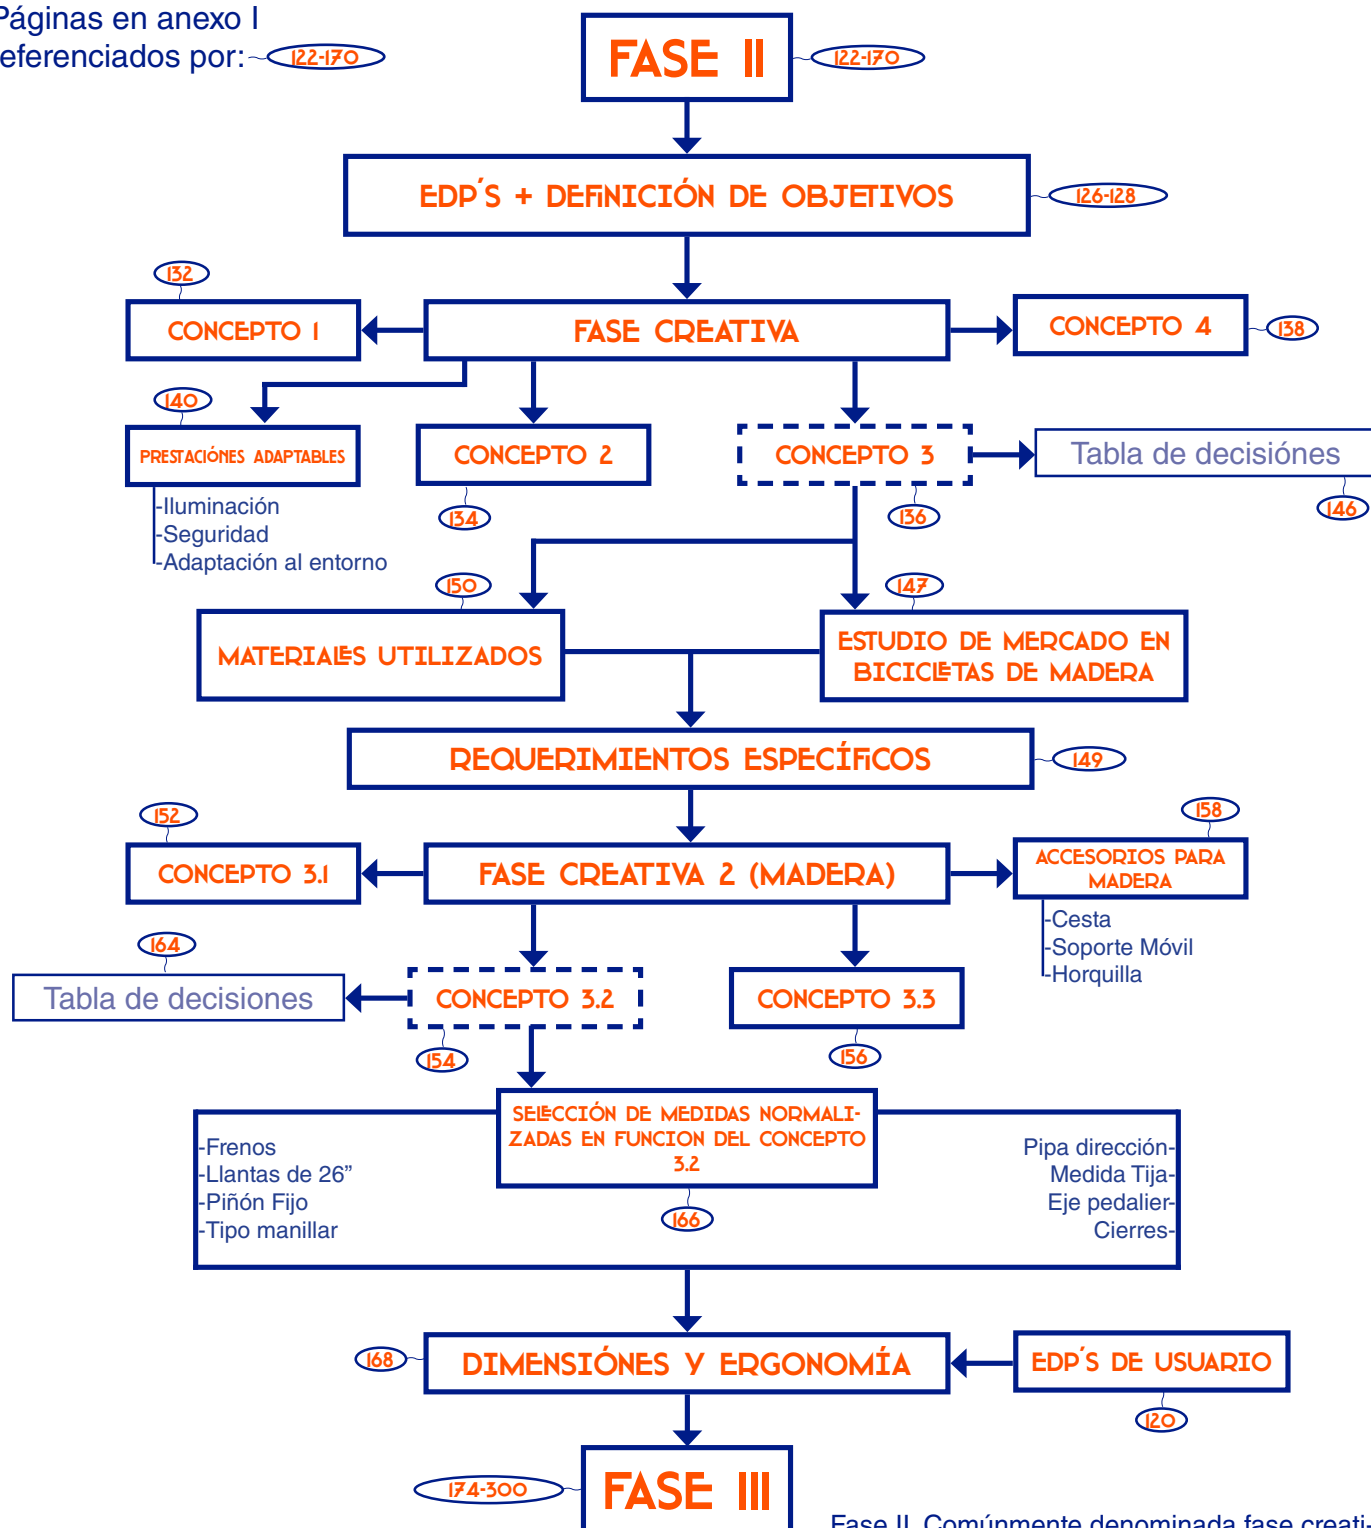 Páginas en anexo I
eferenciados por:
122-170
FASE II
122-170
EDP´S + DEFINICIÓN DE OBJETIVOS
126-128
132
CONCEPTO 1
FASE CREATIVA
CONCEPTO 4
138
140
PRESTACIÓNES ADAPTABLES
CONCEPTO 2
CONCEPTO 3
Tabla de decisiónes
-Iluminación
-Seguridad
-Adaptación al entorno
134
136
146
150
147
MATERIALES UTILIZADOS
ESTUDIO DE MERCADO EN
BICICLETAS DE MADERA
REQUERIMIENTOS ESPECÍFICOS
149
152
158
CONCEPTO 3.1
FASE CREATIVA 2 (MADERA)
ACCESORIOS PARA
MADERA
-Cesta
-Soporte Móvil
-Horquilla
164
Tabla de decisiones
CONCEPTO 3.2
CONCEPTO 3.3
154
156
SELECCIÓN DE MEDIDAS NORMALI-
ZADAS EN FUNCION DEL CONCEPTO
3.2
166
-Frenos
-Llantas de 26”
-Piñón Fijo
-Tipo manillar
Pipa dirección-
Medida Tija-
Eje pedalier-
Cierres-
168
DIMENSIÓNES Y ERGONOMÍA
EDP´S DE USUARIO
120
174-300
FASE III
Fase II. Comúnmente denominada fase creati-